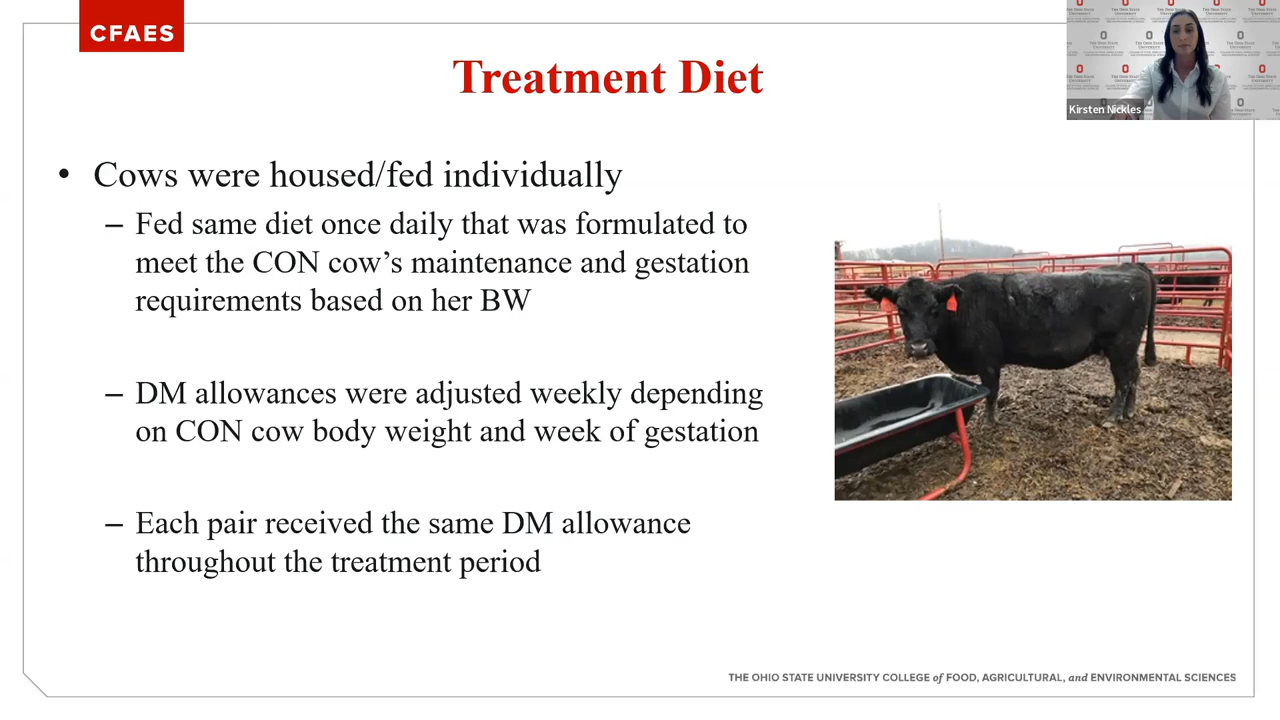 CFAES
Treatment Diet
Kirsten Nickles
• Cows were housed/fed individually
– Fed same diet once daily that was formulated to
meet the CON cow's maintenance and gestation
requirements based on her BW
– DM allowances were adjusted weekly depending
on CON cow body weight and week of gestation
– Each pair received the same DM allowance
throughout the treatment period
THE OHIO STATE UNIVERSITY COLLEGE of FOOD, AGRICULTURAL, and ENVIRONMENTAL SCIENCES